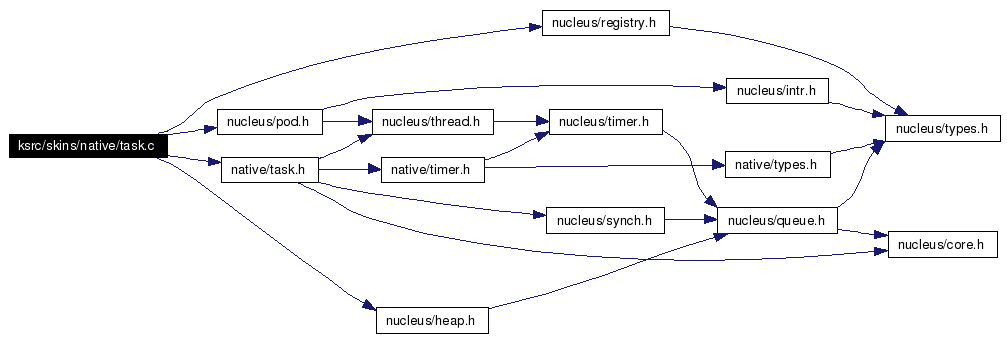 nucleus/registry.h
nucleus/intr.h
nucleus/pod.h
nucleus/thread.h
nucleus/timer.h
nucleus/types.h
ksrc/skins/native/task.c
native/task.h
native/timer.h
native/types.h
nucleus/synch.h
nucleus/queue.h
nucleus/core.h
nucleus/heap.h